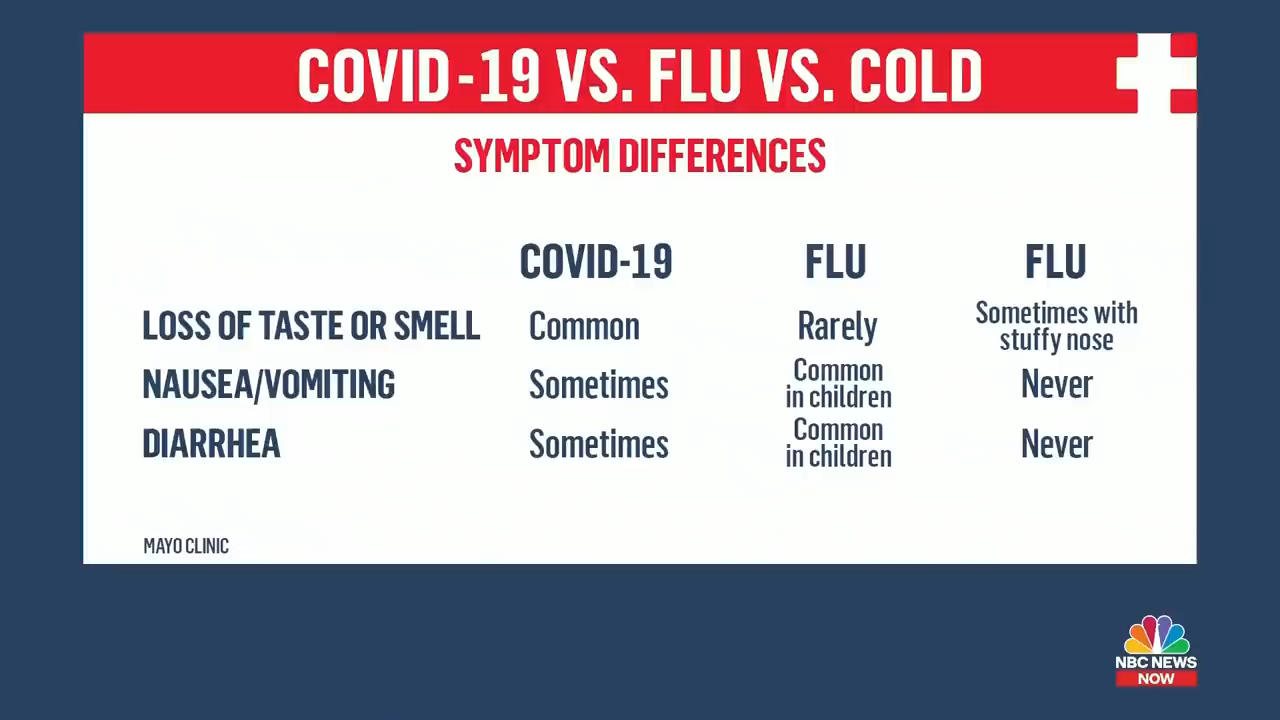 COVID-19 VS. FLU VS. COLD
SYMPTOM DIFFERENCES
COVID-19 FLU FLU
LOSS OF TASTE OR SMELL Common Rarely Sometimes with
stuffy nose
NAUSEA/VOMITING Sometimes Common
in children Never
DIARRHEA Sometimes Common
in children Never
MAYO CLINIC
NBC NEWS
NOW